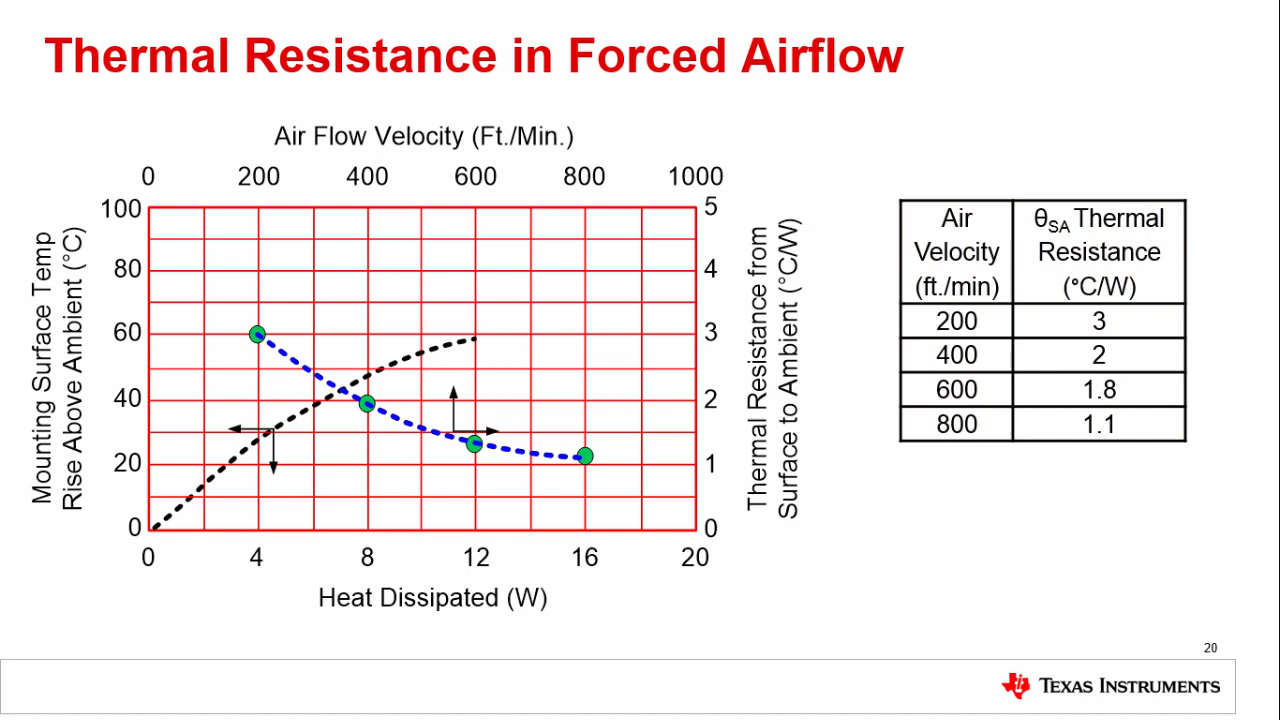 Thermal Resistance in Forced Airflow
Air Flow Velocity (Ft./Min.)
0 200 400 600 800 1000
Mounting Surface Temp
Rise Above Ambient (°C)
100
80
60
40
20
0
5
4
3
2
1
0
Thermal Resistance from
Surface to Ambient (°C/W)
0 4 8 12 16 20
Heat Dissipated (W)
Air
Velocity
(ft./min)
θSA Thermal
Resistance
(°C/W)
200 3
400 2
600 1.8
800 1.1
20
TEXAS INSTRUMENTS